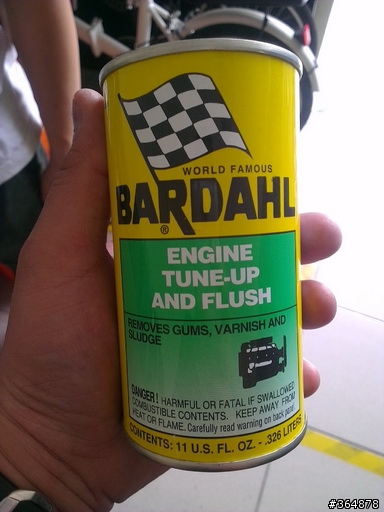 WORLD FAMOUS
BARDAHL
®
ENGINE
TUNE-UP
AND FLUSH
REMOVES GUMS, VARNISH AND
SLUDGE
DANGER! HARMFUL OR FATAL IF SWALLOWED
COMBUSTIBLE CONTENTS. KEEP AWAY FROM
HEAT OR FLAME. Carefully read warning on back panel
CONTENTS: 11 U.S. FL. OZ. - .326 LITERS
#364878